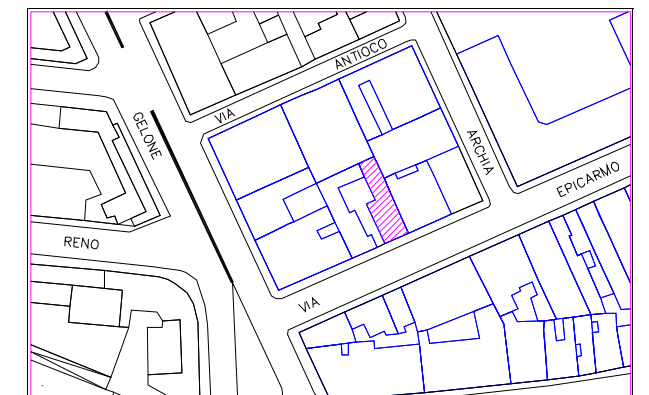 ANTIOCO
VIA
GELONE
ARCHIA
EPICARMO
RENO
VIA